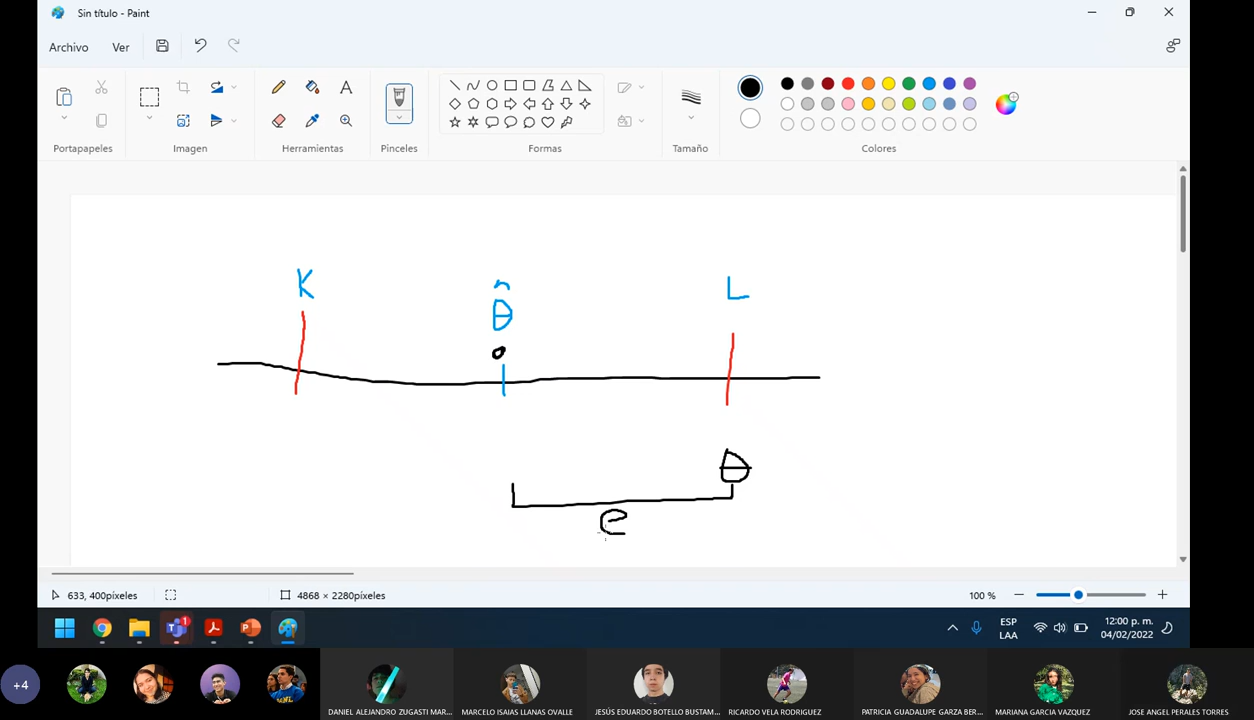 Sin título - Paint
Archivo Ver
A
Portapapeles Imagen Herramientas Pinceles Formas Tamaño Colores
K θ̂ L
θ
e
633, 400píxeles 4868 × 2280píxeles 100 %
1
ESP
LAA
12:00 p. m.
04/02/2022
+4
DANIEL ALEJANDRO ZUGASTI MAR... MARCELO ISAIAS LLANAS OVALLE JESÚS EDUARDO BOTELLO BUSTAM... RICARDO VELA RODRIGUEZ PATRICIA GUADALUPE GARZA BER... MARIANA GARCIA VAZQUEZ JOSE ANGEL PERALES TORRES